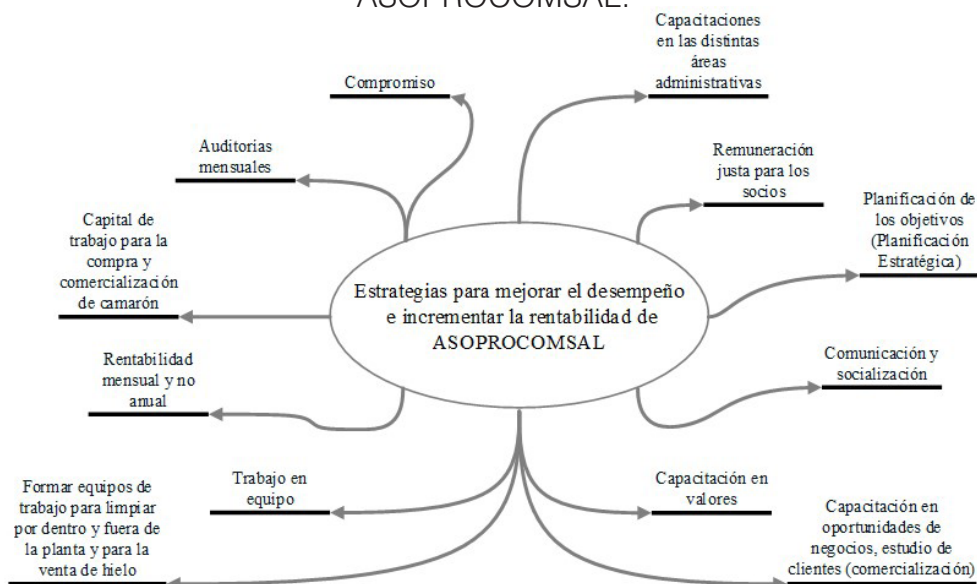 ASOPROCOMSAL.
Capacitaciones
en las distintas
áreas
administrativas
Compromiso
Auditorias
mensuales
Remuneración
justa para los
socios
Planificación de
los objetivos
(Planificación
Estratégica)
Capital de
trabajo para la
compra y
comercialización
de camarón
Estrategias para mejorar el desempeño
e incrementar la rentabilidad de
ASOPROCOMSAL
Rentabilidad
mensual y no
anual
Comunicación y
socialización
Formar equipos de
trabajo para limpiar
por dentro y fuera de
la planta y para la
venta de hielo
Trabajo en
equipo
Capacitación en
valores
Capacitación en
oportunidades de
negocios, estudio de
clientes (comercialización)